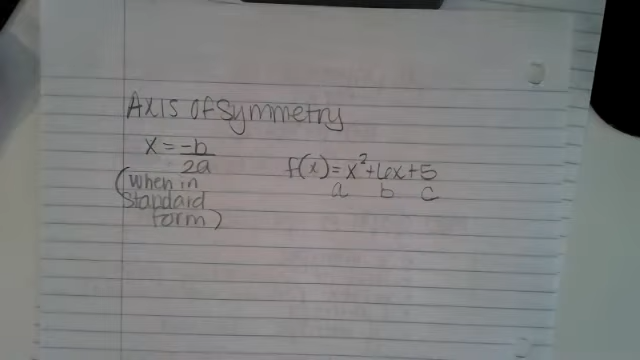 Axis of Symmetry
x = -b
2a
(when in
standard
form)
f(x) = x²+6x+5
a b c